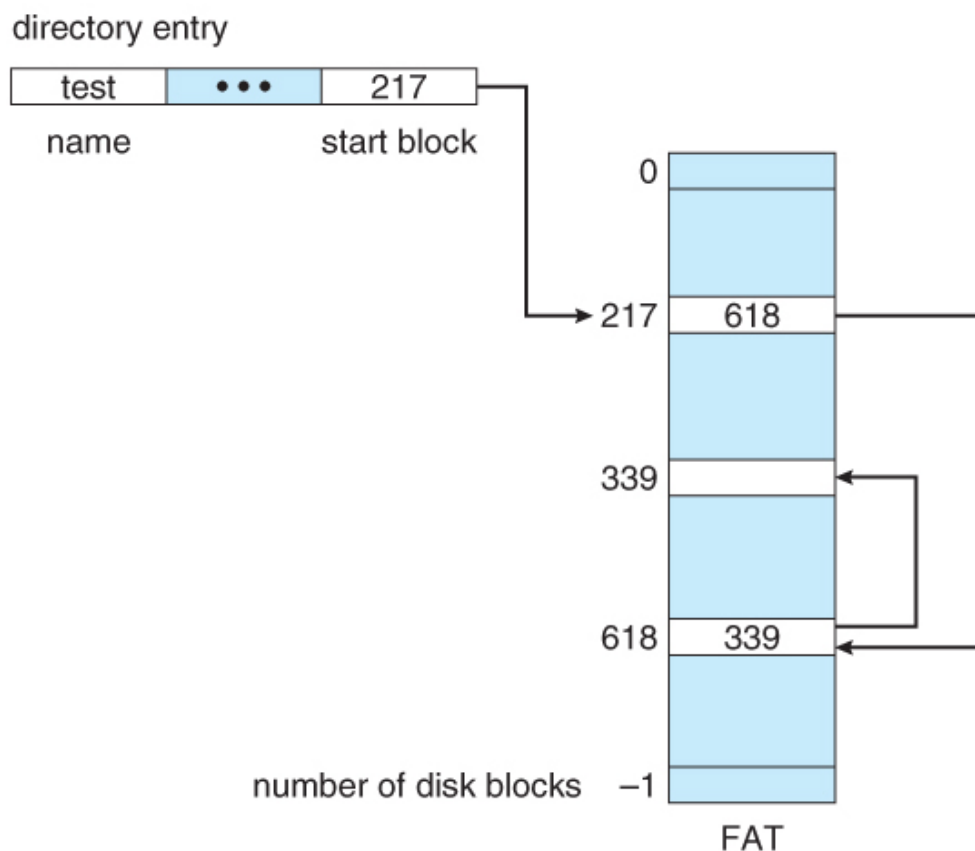 directory entry
test ••• 217
name start block
0
217 618
339
618 339
number of disk blocks –1
FAT